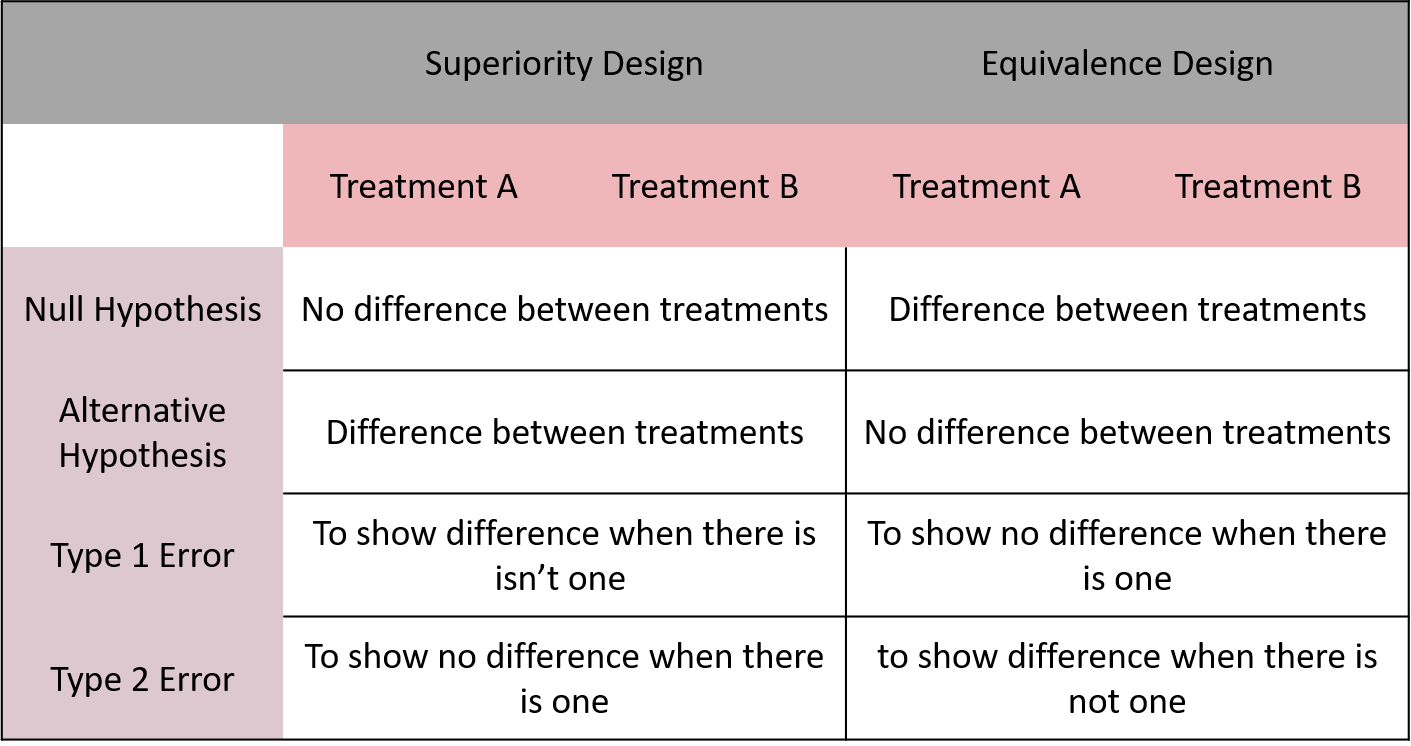 Superiority Design Equivalence Design
Treatment A Treatment B Treatment A Treatment B
Null Hypothesis No difference between treatments Difference between treatments
Alternative
Hypothesis
Difference between treatments No difference between treatments
Type 1 Error
To show difference when there is
isn’t one
To show no difference when there
is one
Type 2 Error
To show no difference when there
is one
to show difference when there is
not one